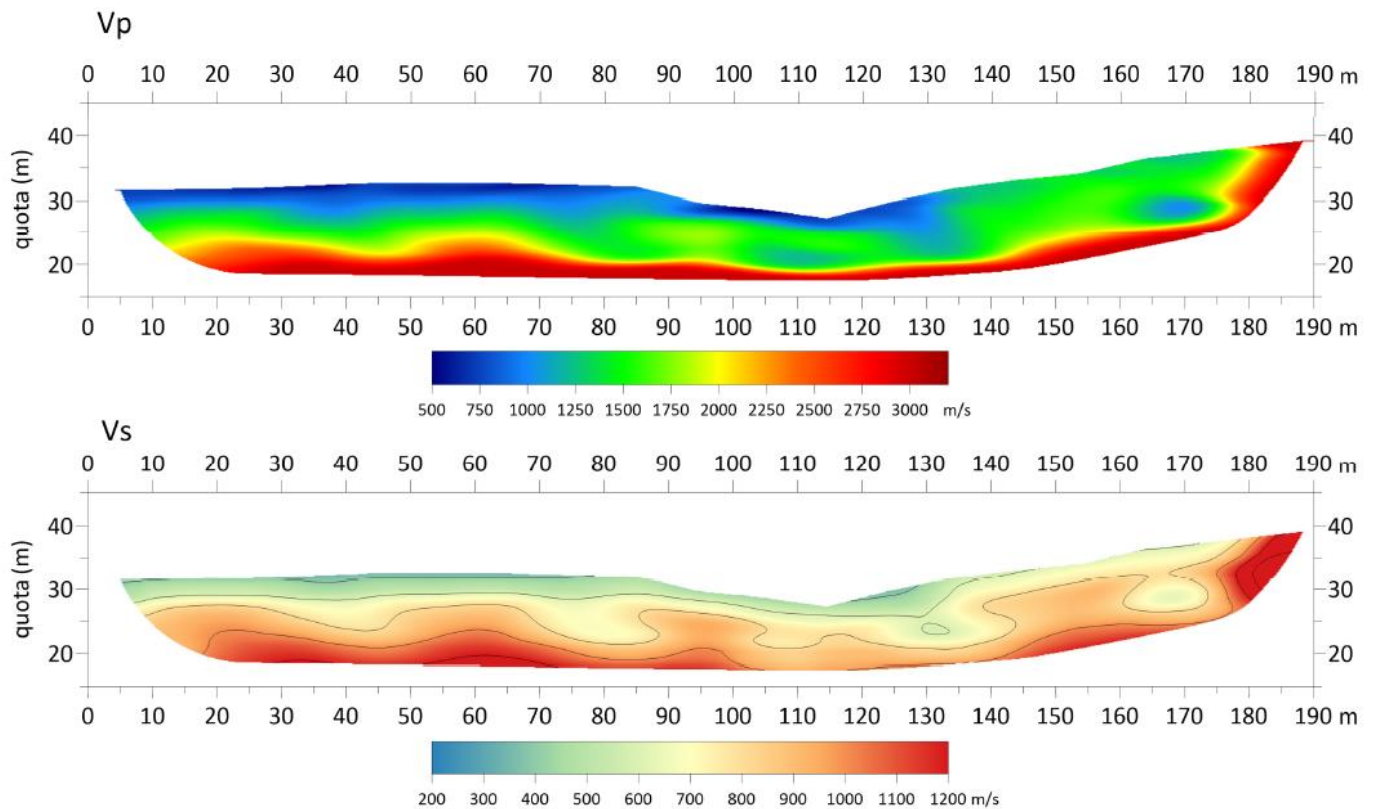 Vp
0 10 20 30 40 50 60 70 80 90 100 110 120 130 140 150 160 170 180 190 m
quota (m)
40 40
30 30
20 20
0 10 20 30 40 50 60 70 80 90 100 110 120 130 140 150 160 170 180 190 m
500 750 1000 1250 1500 1750 2000 2250 2500 2750 3000 m/s
Vs
0 10 20 30 40 50 60 70 80 90 100 110 120 130 140 150 160 170 180 190 m
quota (m)
40 40
30 30
20 20
0 10 20 30 40 50 60 70 80 90 100 110 120 130 140 150 160 170 180 190 m
200 300 400 500 600 700 800 900 1000 1100 1200 m/s